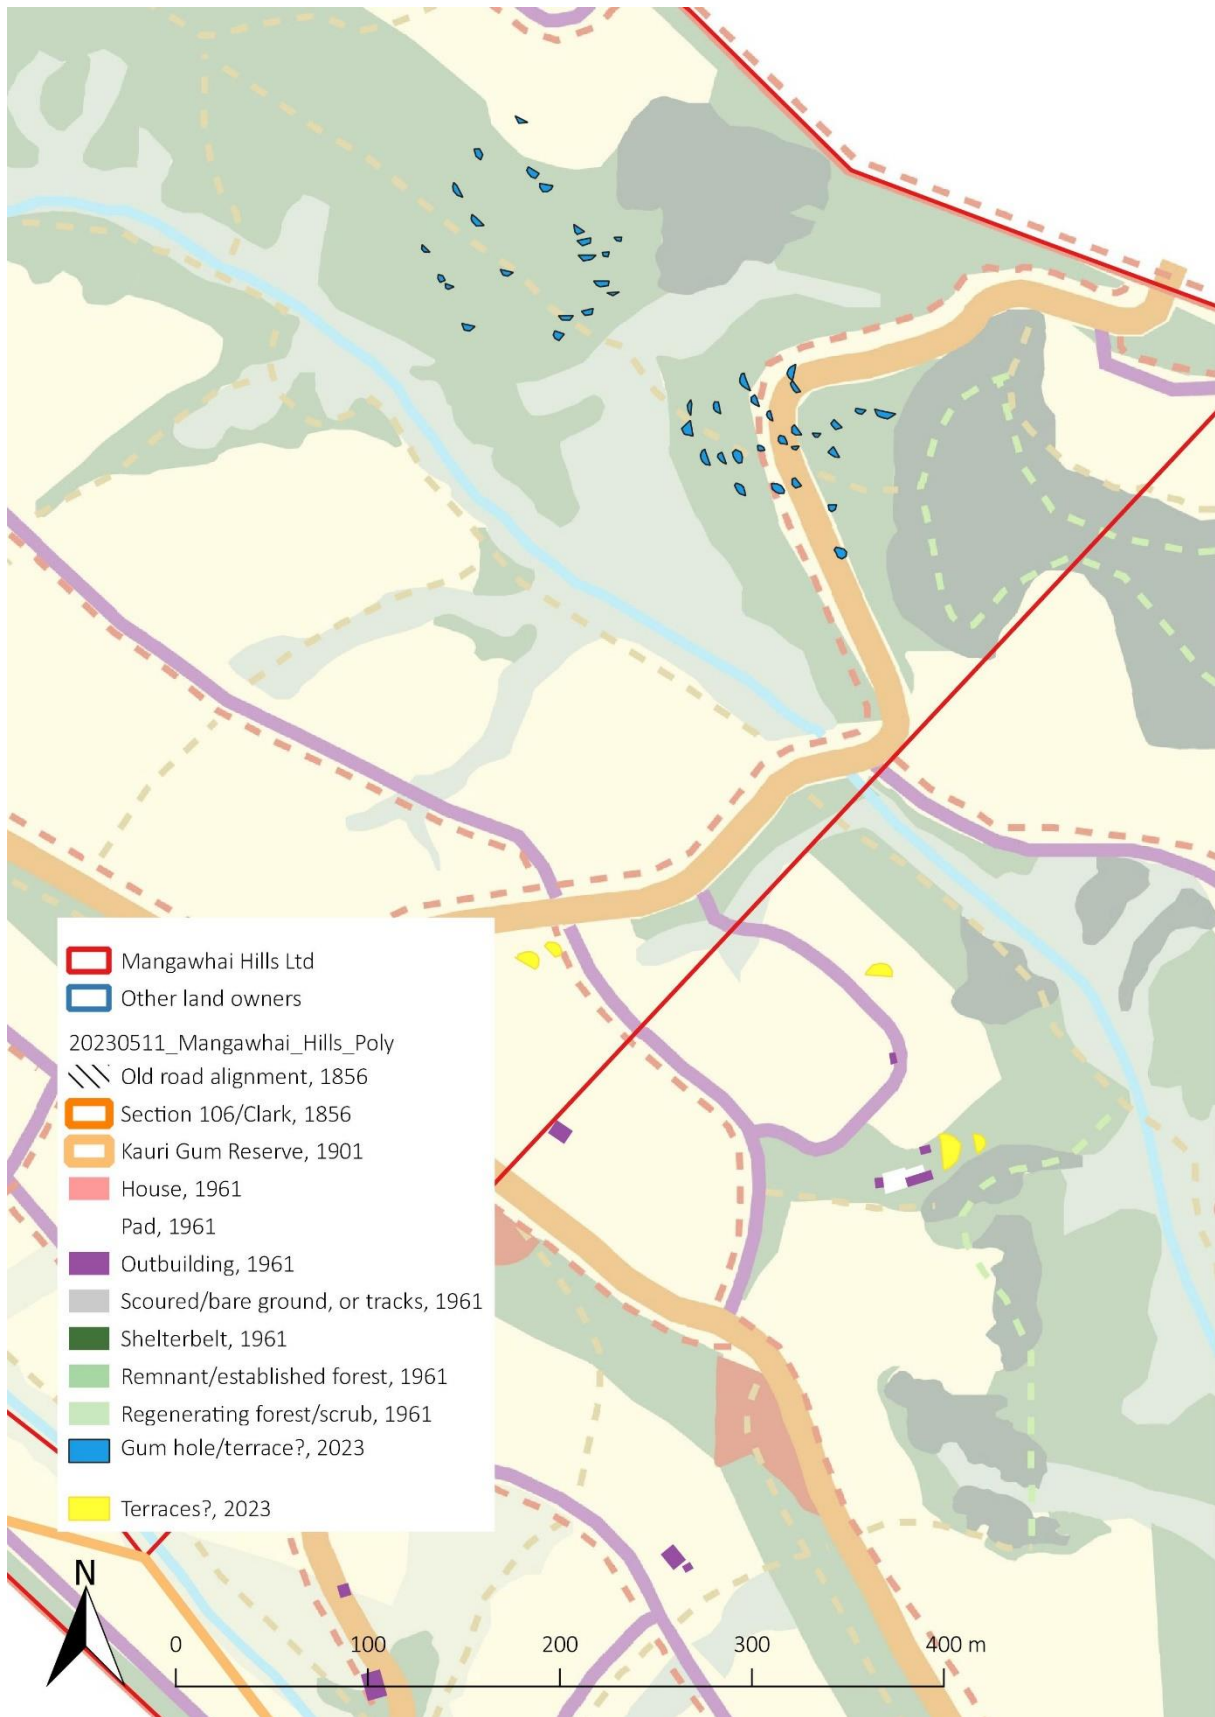 Mangawhai Hills Ltd
Other land owners
20230511_Mangawhai_Hills_Poly
Old road alignment, 1856
Section 106/Clark, 1856
Kauri Gum Reserve, 1901
House, 1961
Pad, 1961
Outbuilding, 1961
Scoured/bare ground, or tracks, 1961
Shelterbelt, 1961
Remnant/established forest, 1961
Regenerating forest/scrub, 1961
Gum hole/terrace?, 2023
Terraces?, 2023
N
0 100 200 300 400 m